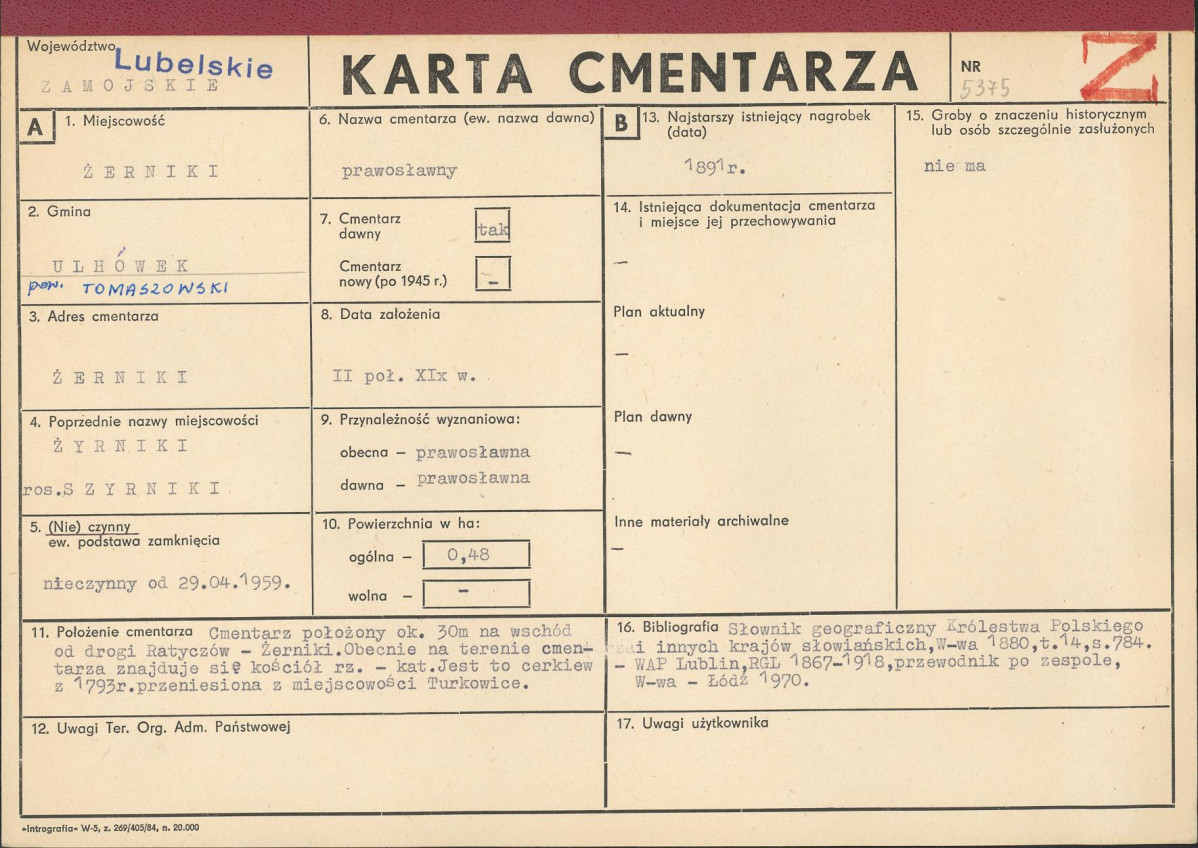 Województwo
Lubelskie
ZAMOJSKIE
KARTA CMENTARZA
NR
5375
Z
A
1. Miejscowość
ŻERNIKI
2. Gmina
ULHÓWEK
pow. TOMASZOWSKI
3. Adres cmentarza
ŻERNIKI
4. Poprzednie nazwy miejscowości
ŻYRNIKI
ros.SZYRNIKI
5. (Nie) czynny
ew. podstawa zamknięcia
nieczynny od 29.04.1959.
6. Nazwa cmentarza (ew. nazwa dawna)
prawosławny
7. Cmentarz
dawny
tak
Cmentarz
nowy (po 1945 r.)
–
8. Data założenia
II poł. XIx w.
9. Przynależność wyznaniowa:
obecna – prawosławna
dawna – prawosławna
10. Powierzchnia w ha:
ogólna – 0,48
wolna – –
B
13. Najstarszy istniejący nagrobek
(data)
1891r.
14. Istniejąca dokumentacja cmentarza
i miejsce jej przechowywania
–
Plan aktualny
–
Plan dawny
–
Inne materiały archiwalne
–
15. Groby o znaczeniu historycznym
lub osób szczególnie zasłużonych
nie ma
11. Położenie cmentarza Cmentarz położony ok. 30m na wschód
od drogi Ratyczów – Żerniki.Obecnie na terenie cmen-
tarza znajduje się kościół rz. – kat.Jest to cerkiew
z 1793r.przeniesiona z miejscowości Turkowice.
16. Bibliografia Słownik geograficzny Królestwa Polskiego
i innych krajów słowiańskich,W-wa 1880,t.14,s.784.
– WAP Lublin,RGL 1867-1918,przewodnik po zespole,
W-wa – Łódź 1970.
12. Uwagi Ter. Org. Adm. Państwowej
17. Uwagi użytkownika
»Intrografia« W-5, z. 269/405/84, n. 20.000